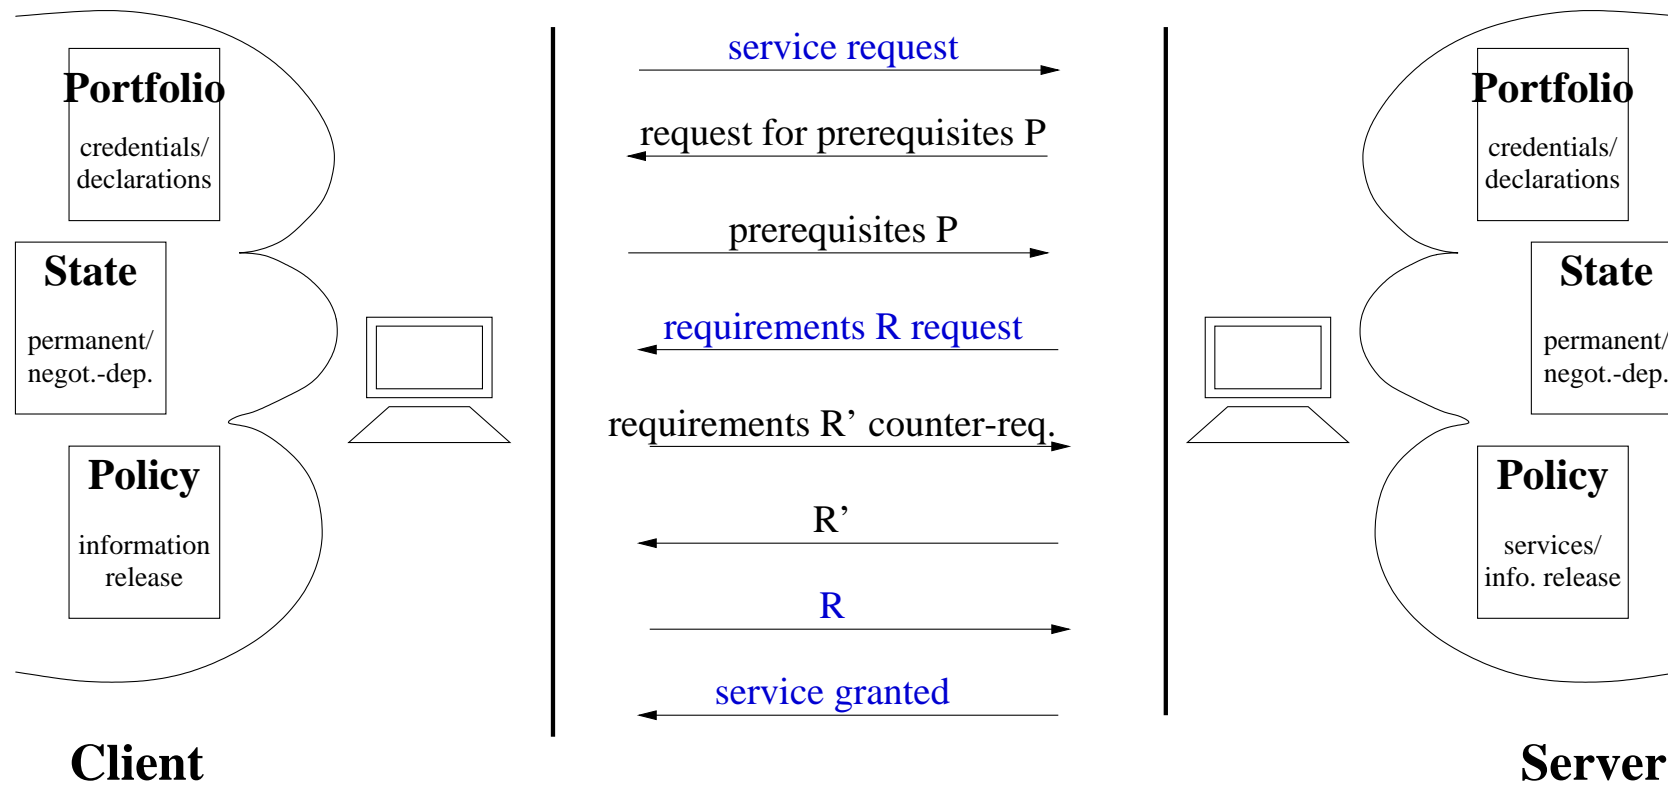 Portfolio
credentials/
declarations
State
permanent/
negot.-dep.
Policy
information
release
Client
service request
request for prerequisites P
prerequisites P
requirements R request
requirements R’ counter-req.
R’
R
service granted
Portfolio
credentials/
declarations
State
permanent/
negot.-dep.
Policy
services/
info. release
Server